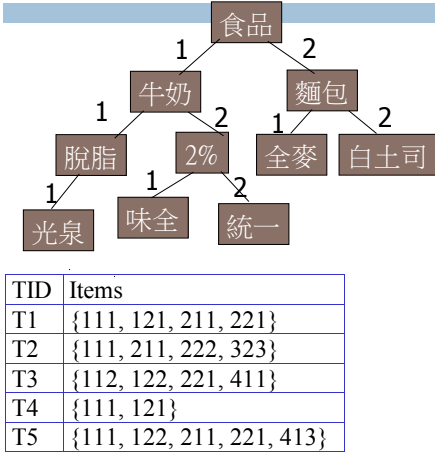 食品
1 2
牛奶 麵包
1 2 1 2
脫脂 2% 全麥 白土司
1 1 2
光泉 味全 統一
TID Items
T1 {111, 121, 211, 221}
T2 {111, 211, 222, 323}
T3 {112, 122, 221, 411}
T4 {111, 121}
T5 {111, 122, 211, 221, 413}